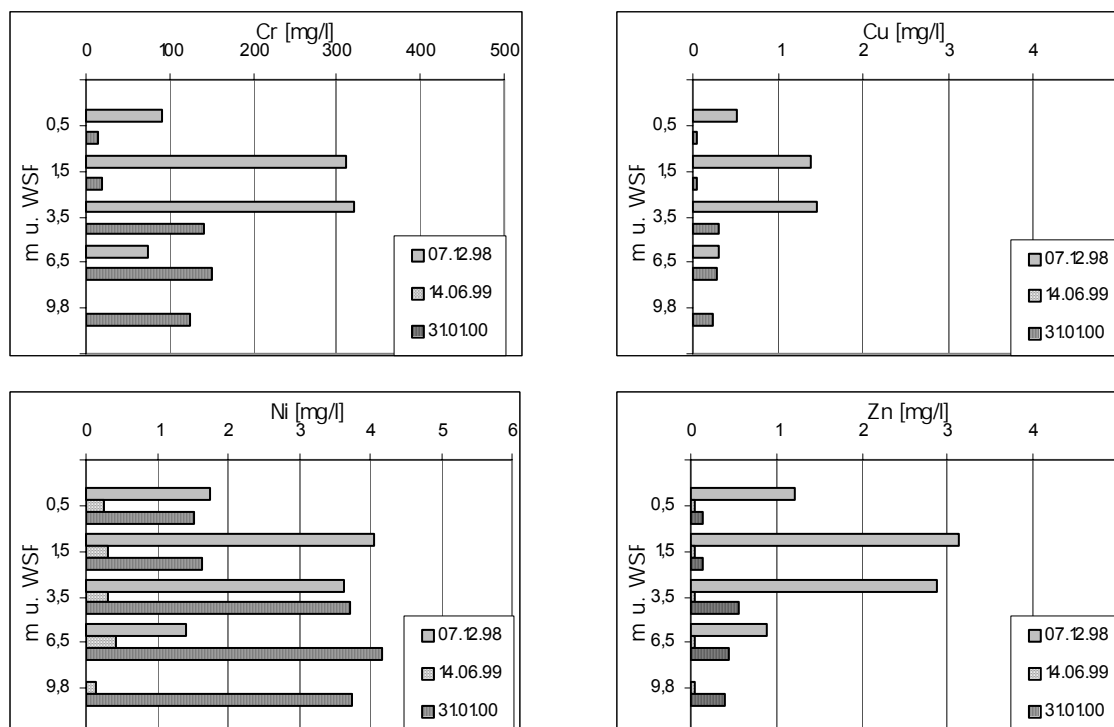 Cr [mg/l]
0 100 200 300 400 500
m u. WSF
0,5
1,5
3,5
6,5
9,8
07.12.98
14.06.99
31.01.00
Cu [mg/l]
0 1 2 3 4
m u. WSF
0,5
1,5
3,5
6,5
9,8
07.12.98
14.06.99
31.01.00
Ni [mg/l]
0 1 2 3 4 5 6
m u. WSF
0,5
1,5
3,5
6,5
9,8
07.12.98
14.06.99
31.01.00
Zn [mg/l]
0 1 2 3 4
m u. WSF
0,5
1,5
3,5
6,5
9,8
07.12.98
14.06.99
31.01.00